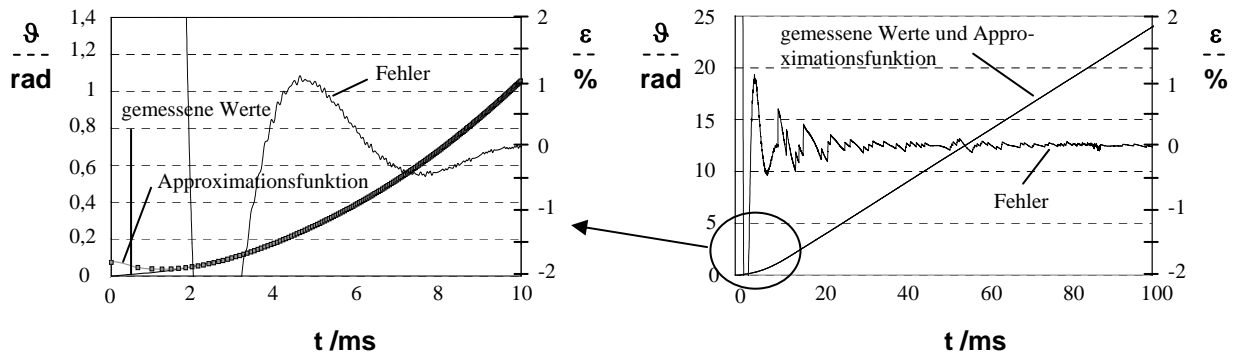 1,4
1,2
1
0,8
0,6
0,4
0,2
0
ϑ
rad
gemessene Werte
Approximationsfunktion
Fehler
2
1
0
-1
-2
ε
%
0
2
4
6
8
10
t /ms
25
20
15
10
5
0
ϑ
rad
gemessene Werte und Appro-
ximationsfunktion
Fehler
2
1
0
-1
-2
ε
%
0
20
40
60
80
100
t /ms